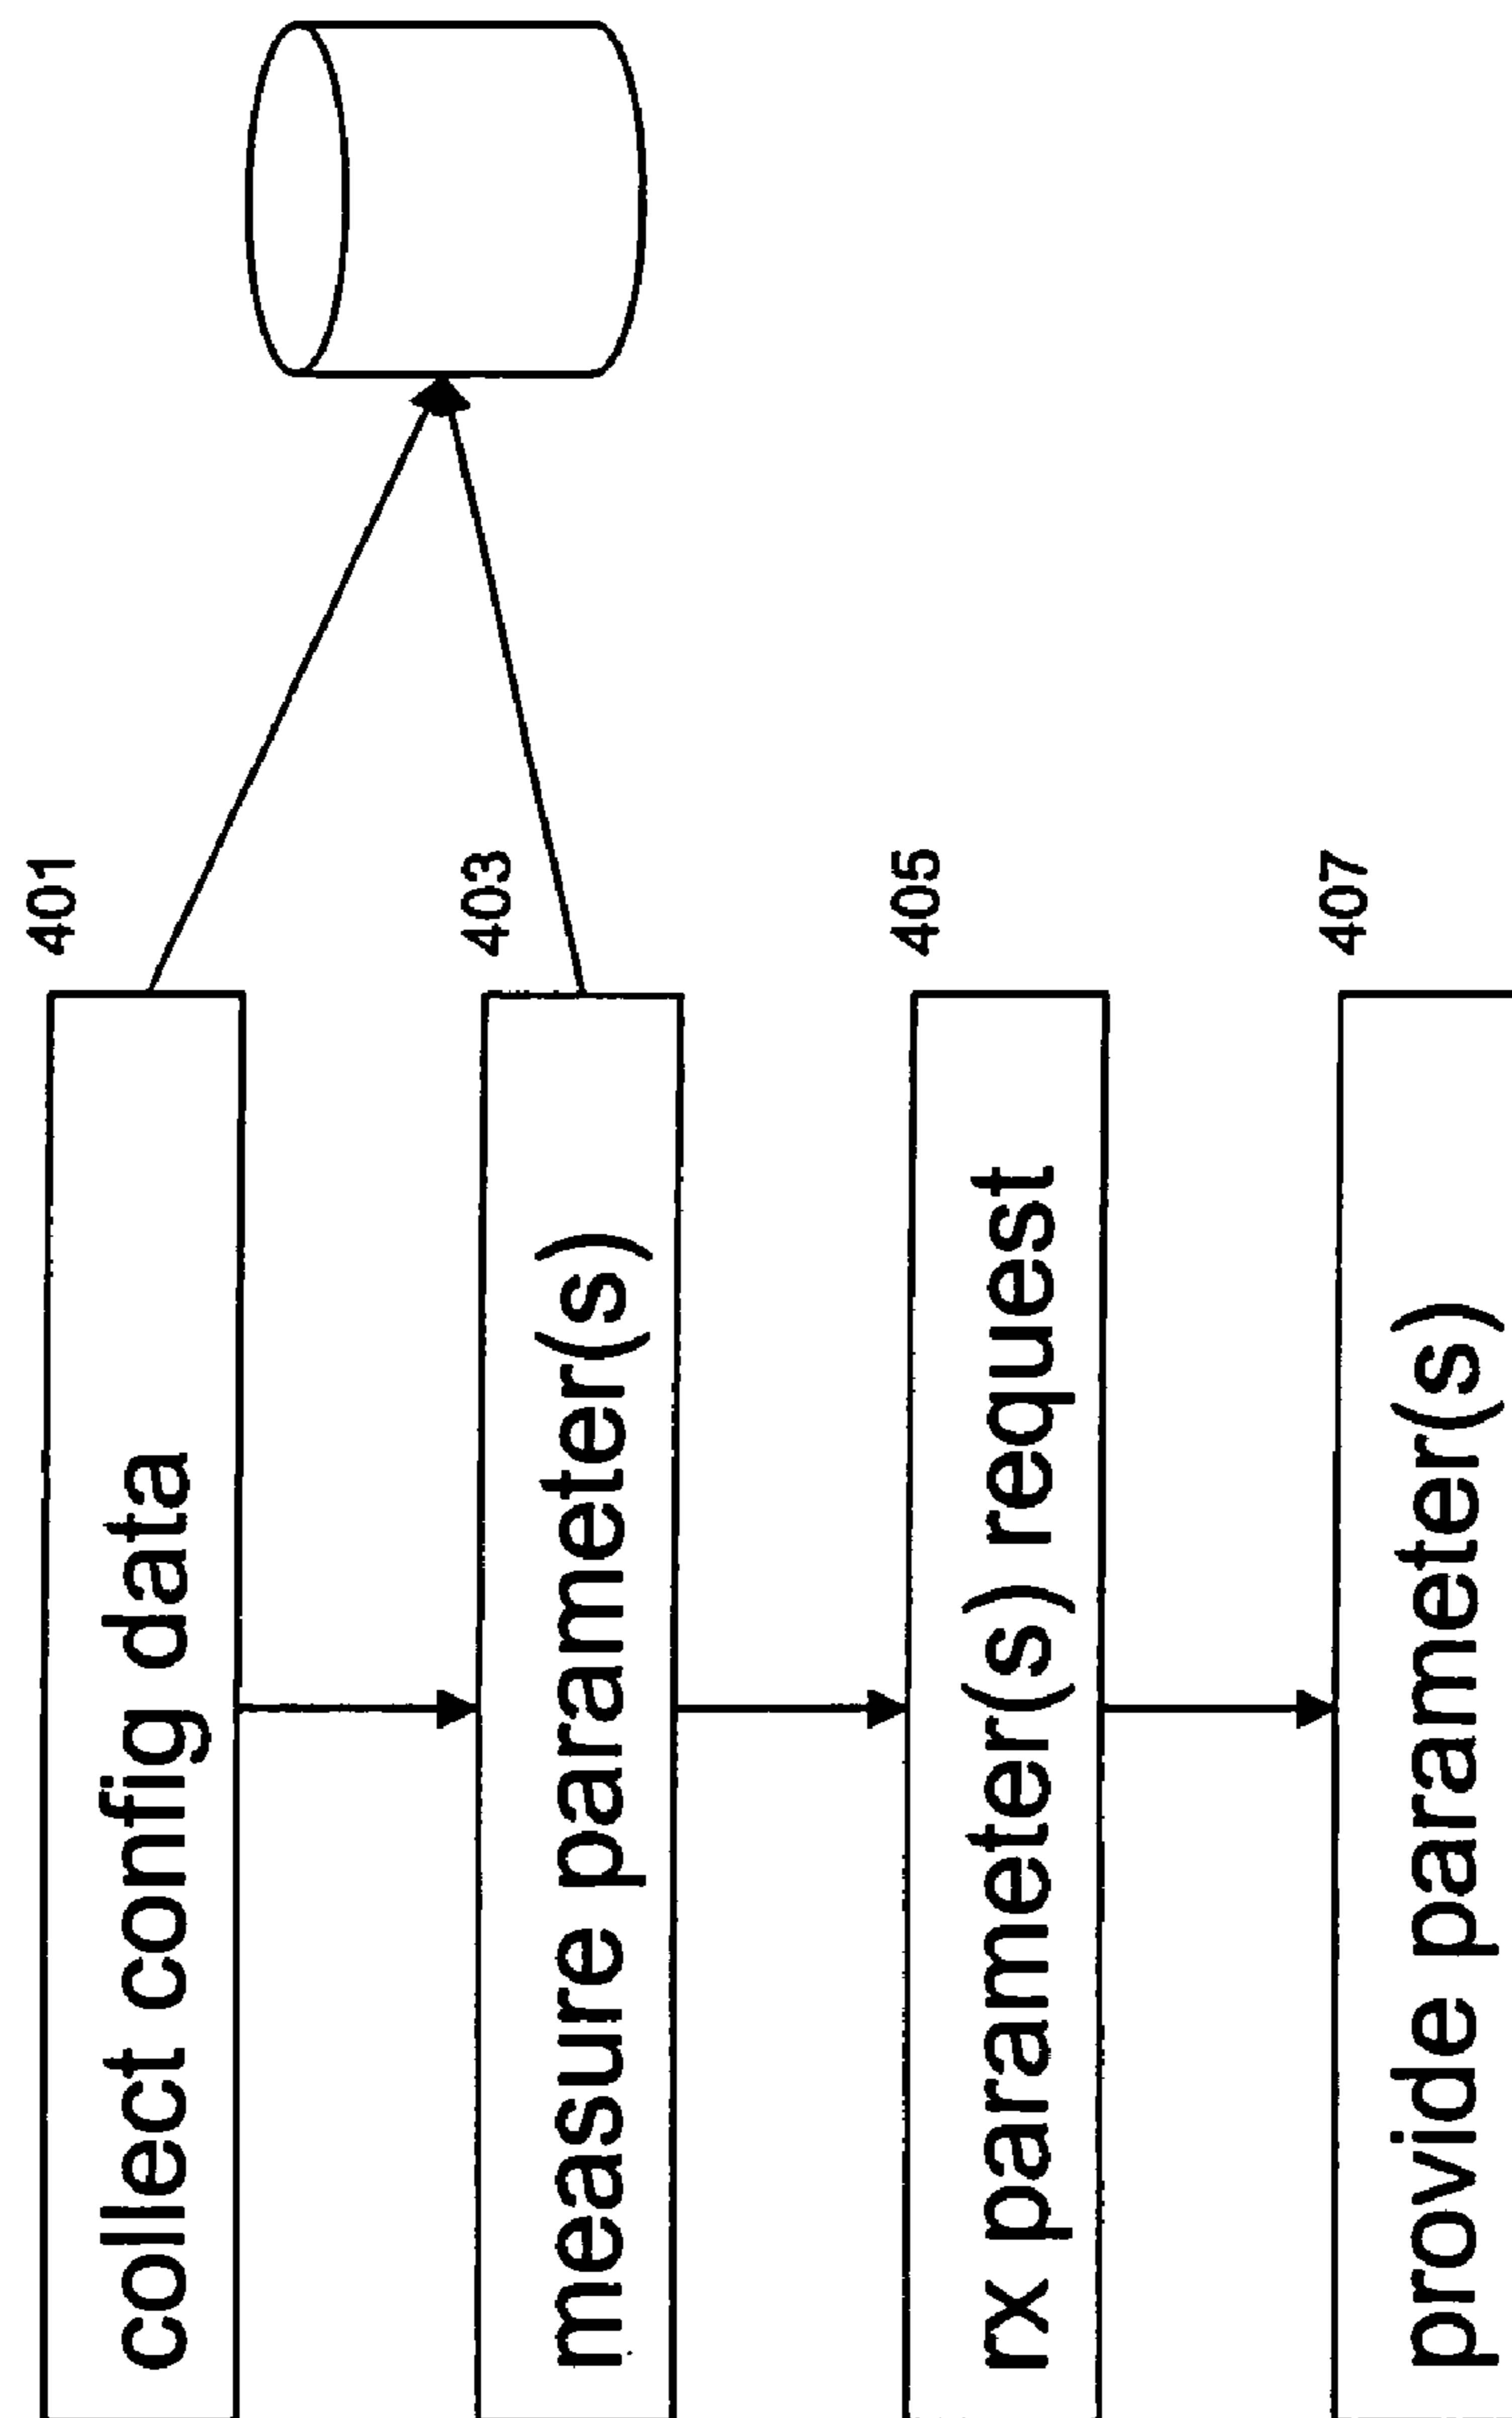 401
collect config data
403
measure parameter(s)
405
rx parameter(s) request
407
provide parameter(s)